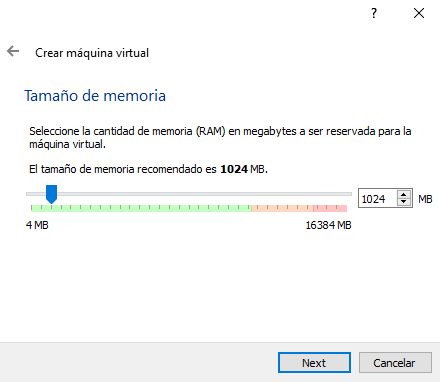 ?
Crear máquina virtual
Tamaño de memoria
Seleccione la cantidad de memoria (RAM) en megabytes a ser reservada para la
máquina virtual.
El tamaño de memoria recomendado es 1024 MB.
1024 MB
4 MB 16384 MB
Next Cancelar